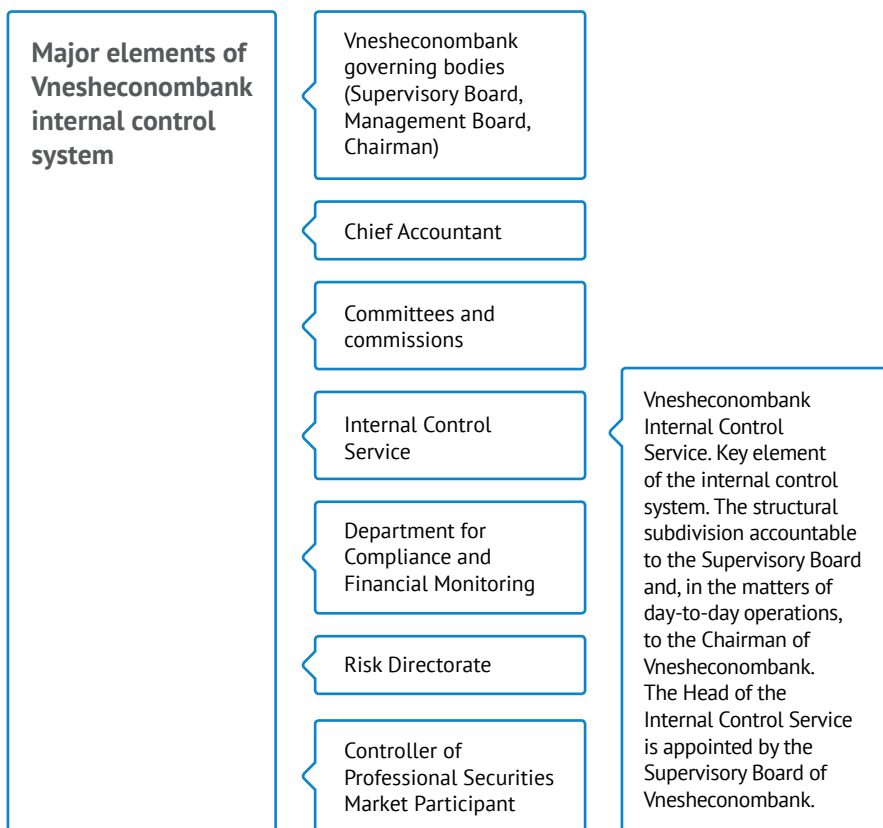 Major elements of
Vnesheconombank
internal control
system
Vnesheconombank
governing bodies
(Supervisory Board,
Management Board,
Chairman)
Chief Accountant
Committees and
commissions
Internal Control
Service
Department for
Compliance and
Financial Monitoring
Risk Directorate
Controller of
Professional Securities
Market Participant
Vnesheconombank
Internal Control
Service. Key element
of the internal control
system. The structural
subdivision accountable
to the Supervisory Board
and, in the matters of
day-to-day operations,
to the Chairman of
Vnesheconombank.
The Head of the
Internal Control Service
is appointed by the
Supervisory Board of
Vnesheconombank.